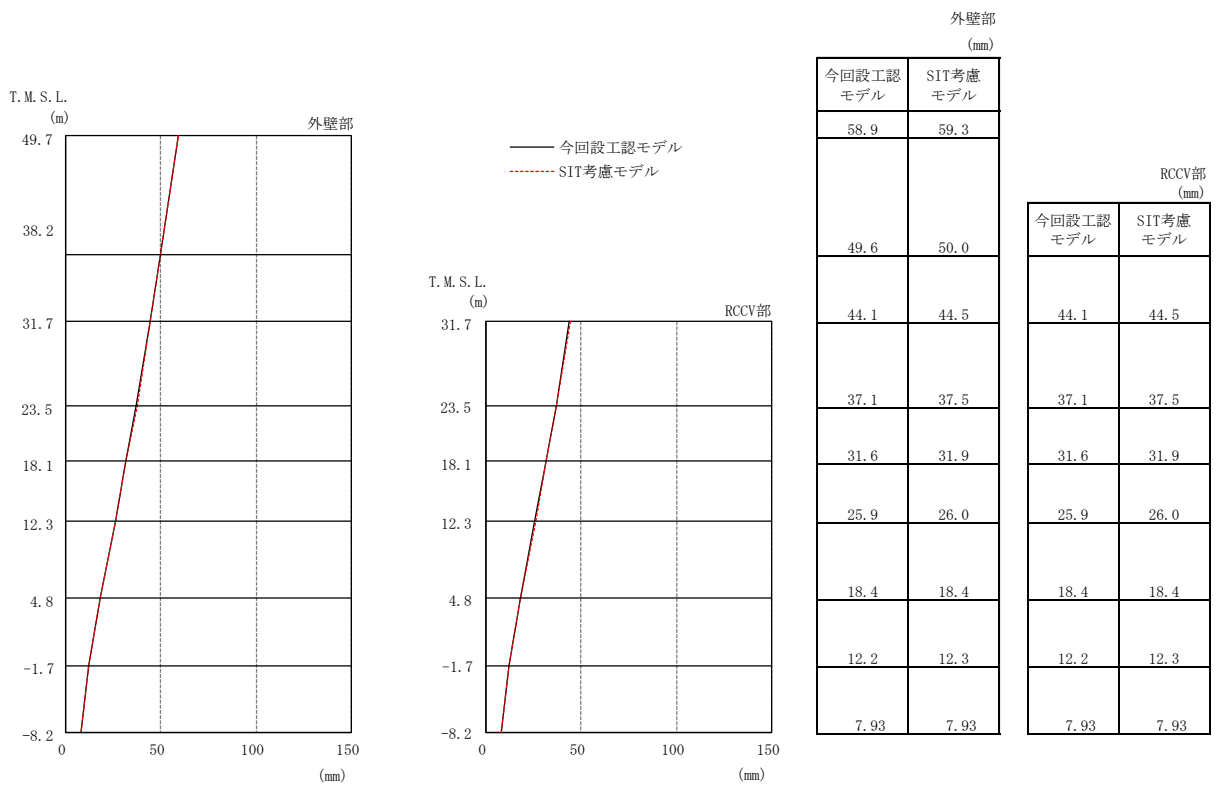 T.M.S.L.
(m)
外壁部
49.7
38.2
31.7
23.5
18.1
12.3
4.8
-1.7
-8.2
0 50 100 150
(mm)
今回設工認モデル
SIT考慮モデル
T.M.S.L.
(m)
RCCV部
31.7
23.5
18.1
12.3
4.8
-1.7
-8.2
0 50 100 150
(mm)
外壁部
(mm)
今回設工認
モデル
SIT考慮
モデル
58.9 59.3
49.6 50.0
44.1 44.5
37.1 37.5
31.6 31.9
25.9 26.0
18.4 18.4
12.2 12.3
7.93 7.93
RCCV部
(mm)
今回設工認
モデル
SIT考慮
モデル
44.1 44.5
37.1 37.5
31.6 31.9
25.9 26.0
18.4 18.4
12.2 12.3
7.93 7.93